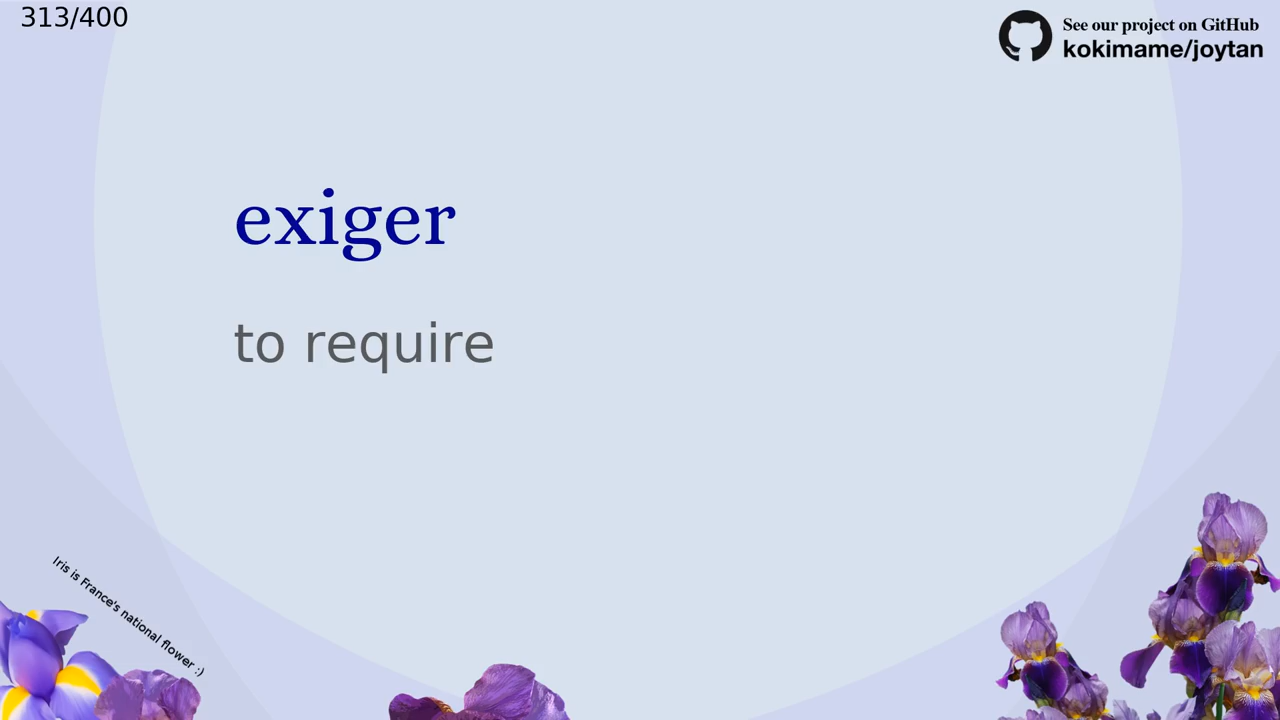 313/400
See our project on GitHub
kokimame/joytan
exiger
to require
Iris is France's national flower :)